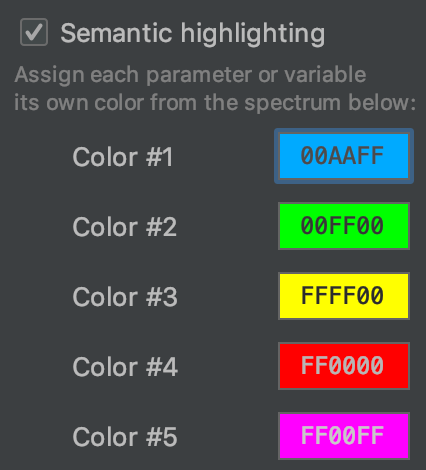 Semantic highlighting
Assign each parameter or variable
its own color from the spectrum below:
Color #1 00AAFF
Color #2 00FF00
Color #3 FFFF00
Color #4 FF0000
Color #5 FF00FF